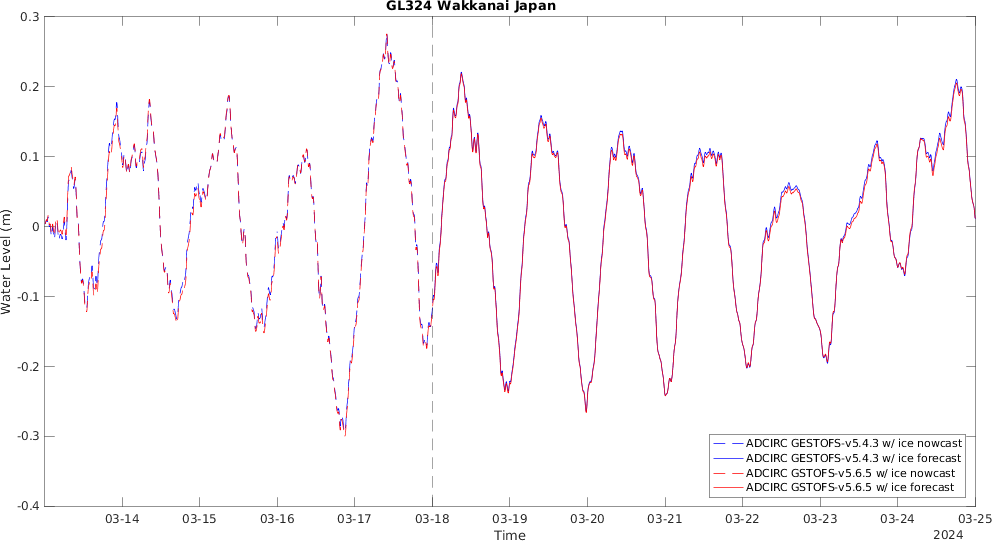 GL324 Wakkanai Japan
0.3
0.2
0.1
0
-0.1
-0.2
-0.3
-0.4
Water Level (m)
ADCIRC GESTOFS-v5.4.3 w/ ice nowcast
ADCIRC GESTOFS-v5.4.3 w/ ice forecast
ADCIRC GSTOFS-v5.6.5 w/ ice nowcast
ADCIRC GSTOFS-v5.6.5 w/ ice forecast
03-14 03-15 03-16 03-17 03-18 03-19 03-20 03-21 03-22 03-23 03-24 03-25
Time
2024